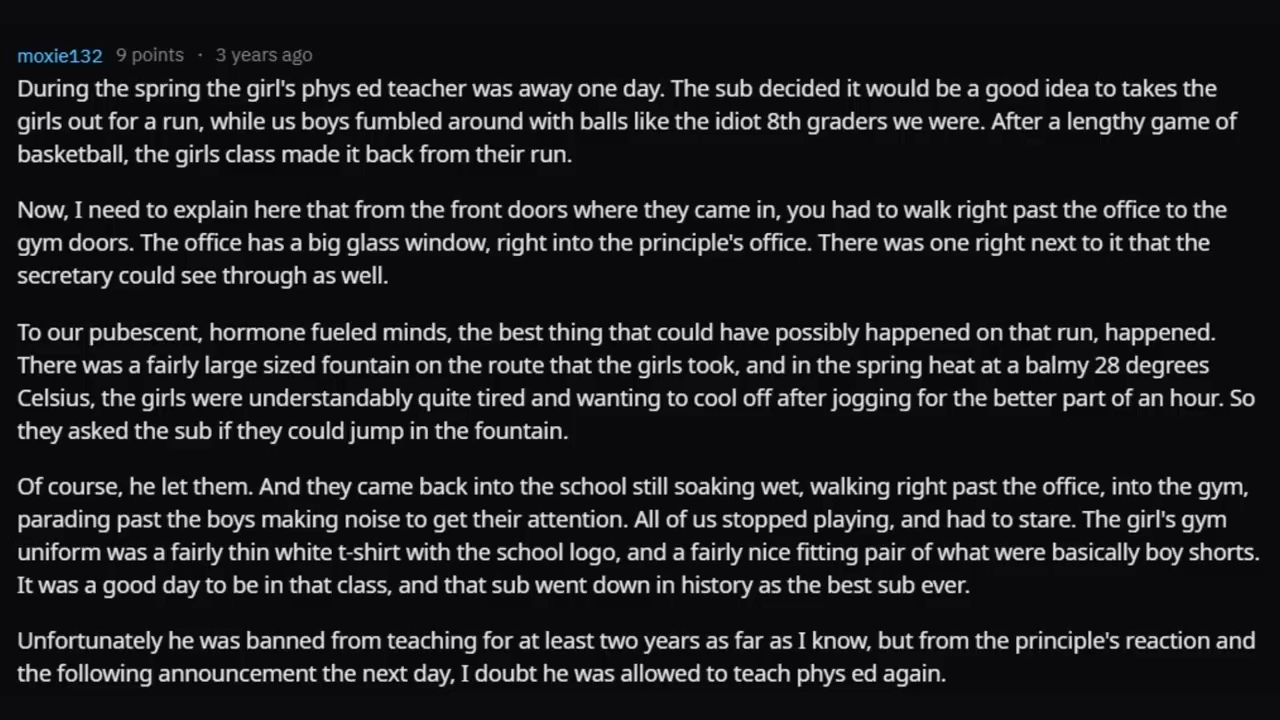 moxie132 9 points · 3 years ago
During the spring the girl's phys ed teacher was away one day. The sub decided it would be a good idea to takes the
girls out for a run, while us boys fumbled around with balls like the idiot 8th graders we were. After a lengthy game of
basketball, the girls class made it back from their run.
Now, I need to explain here that from the front doors where they came in, you had to walk right past the office to the
gym doors. The office has a big glass window, right into the principle's office. There was one right next to it that the
secretary could see through as well.
To our pubescent, hormone fueled minds, the best thing that could have possibly happened on that run, happened.
There was a fairly large sized fountain on the route that the girls took, and in the spring heat at a balmy 28 degrees
Celsius, the girls were understandably quite tired and wanting to cool off after jogging for the better part of an hour. So
they asked the sub if they could jump in the fountain.
Of course, he let them. And they came back into the school still soaking wet, walking right past the office, into the gym,
parading past the boys making noise to get their attention. All of us stopped playing, and had to stare. The girl's gym
uniform was a fairly thin white t-shirt with the school logo, and a fairly nice fitting pair of what were basically boy shorts.
It was a good day to be in that class, and that sub went down in history as the best sub ever.
Unfortunately he was banned from teaching for at least two years as far as I know, but from the principle's reaction and
the following announcement the next day, I doubt he was allowed to teach phys ed again.